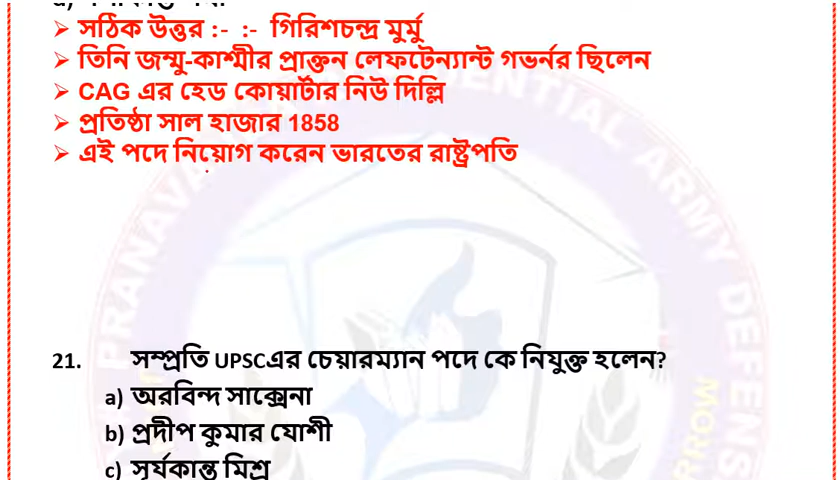 ➢ সঠিক উত্তর :- :- গিরিশচন্দ্র মুর্মু
➢ তিনি জম্মু-কাশ্মীর প্রাক্তন লেফটেন্যান্ট গভর্নর ছিলেন
➢ CAG এর হেড কোয়ার্টার নিউ দিল্লি
➢ প্রতিষ্ঠা সাল হাজার 1858
➢ এই পদে নিয়োগ করেন ভারতের রাষ্ট্রপতি
21. সম্প্রতি UPSCএর চেয়ারম্যান পদে কে নিযুক্ত হলেন?
a) অরবিন্দ সাক্সেনা
b) প্রদীপ কুমার যোশী
c) সূর্যকান্ত মিশ্র